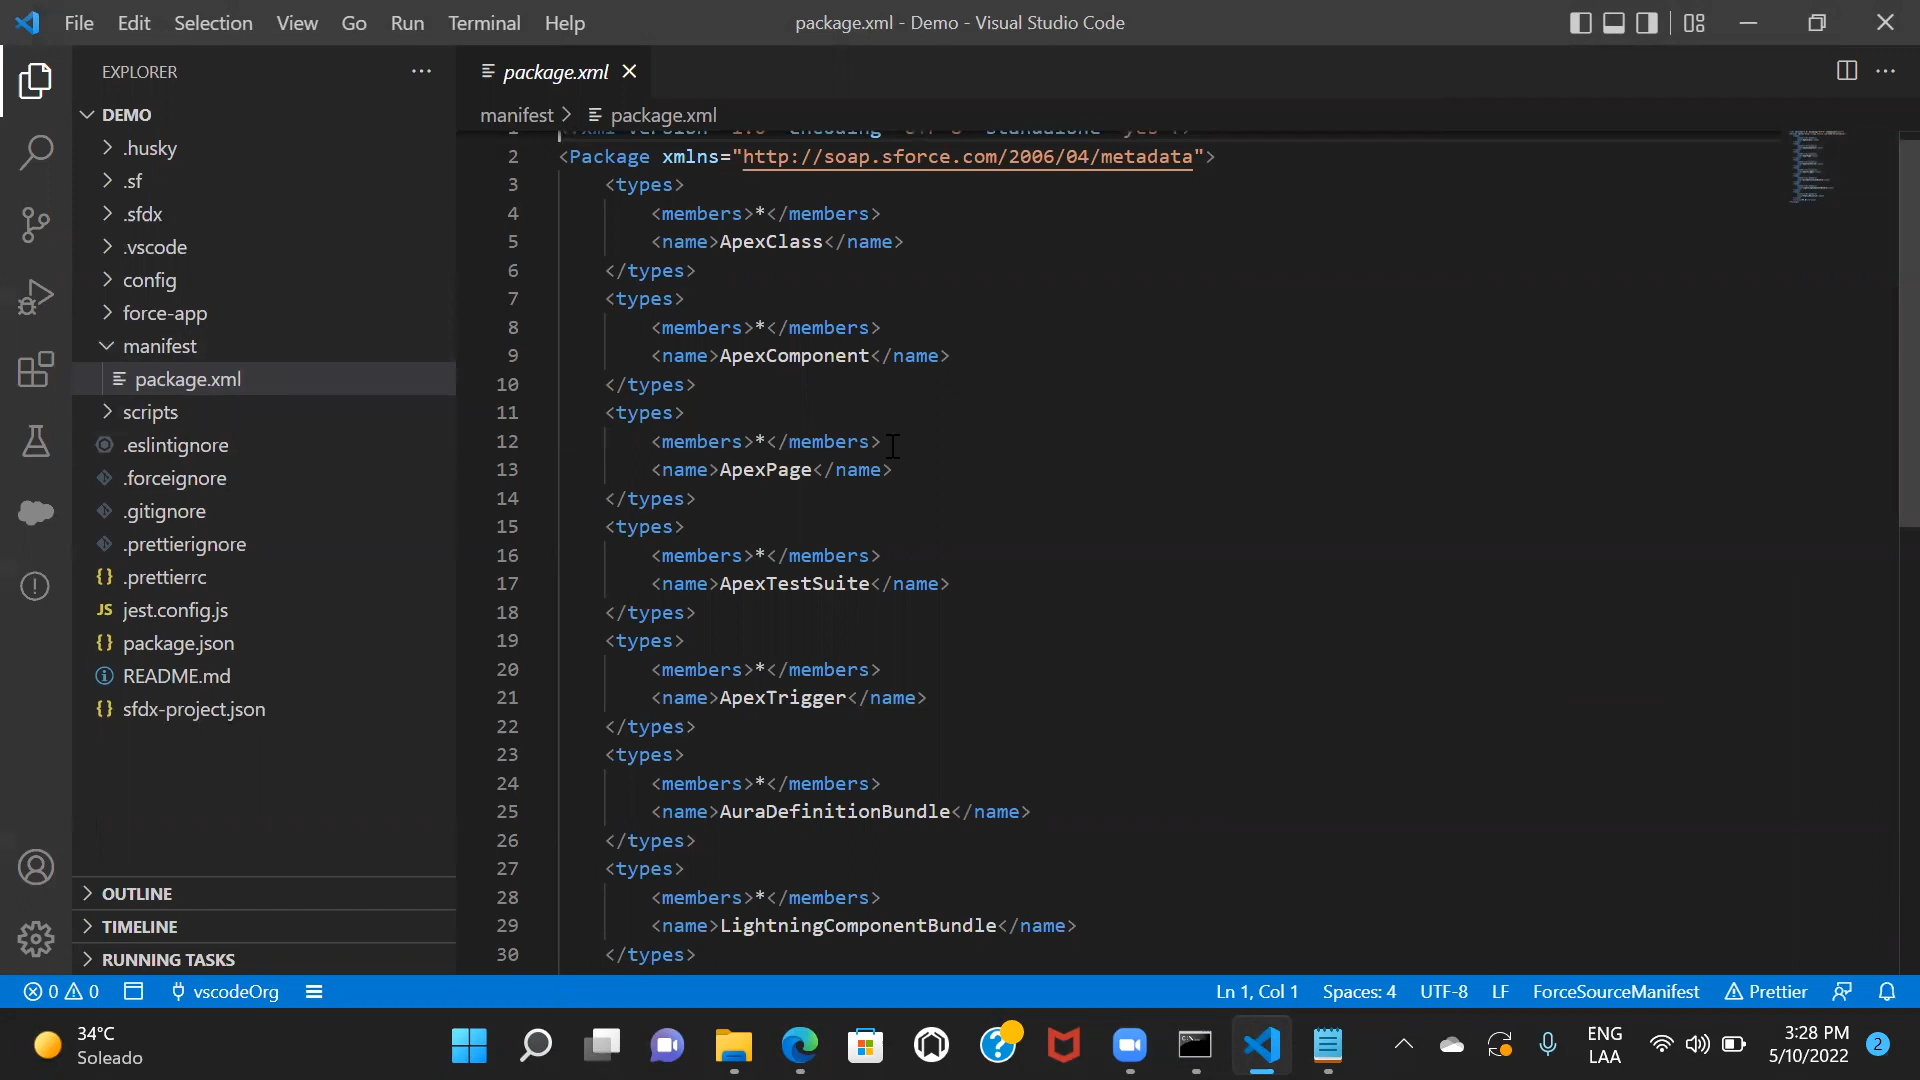 File Edit Selection View Go Run Terminal Help
package.xml - Demo - Visual Studio Code
EXPLORER
DEMO
.husky
.sf
.sfdx
.vscode
config
force-app
manifest
package.xml
scripts
.eslintignore
.forceignore
.gitignore
.prettierignore
.prettierrc
JS jest.config.js
package.json
README.md
sfdx-project.json
OUTLINE
TIMELINE
RUNNING TASKS
package.xml
manifest > package.xml
2 <Package xmlns="http://soap.sforce.com/2006/04/metadata">
3 <types>
4 <members>*</members>
5 <name>ApexClass</name>
6 </types>
7 <types>
8 <members>*</members>
9 <name>ApexComponent</name>
10 </types>
11 <types>
12 <members>*</members>
13 <name>ApexPage</name>
14 </types>
15 <types>
16 <members>*</members>
17 <name>ApexTestSuite</name>
18 </types>
19 <types>
20 <members>*</members>
21 <name>ApexTrigger</name>
22 </types>
23 <types>
24 <members>*</members>
25 <name>AuraDefinitionBundle</name>
26 </types>
27 <types>
28 <members>*</members>
29 <name>LightningComponentBundle</name>
30 </types>
0 0 vscodeOrg Ln 1, Col 1 Spaces: 4 UTF-8 LF ForceSourceManifest Prettier
34°C
Soleado
ENG
LAA
3:28 PM
5/10/2022
2